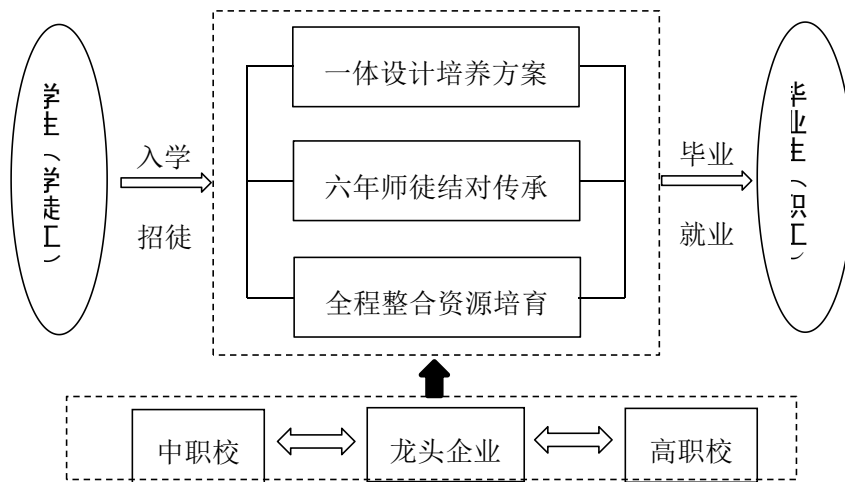 学生（学徒工）
入学
招徒
一体设计培养方案
六年师徒结对传承
全程整合资源培育
毕业
就业
毕业生（职工）
中职校
龙头企业
高职校